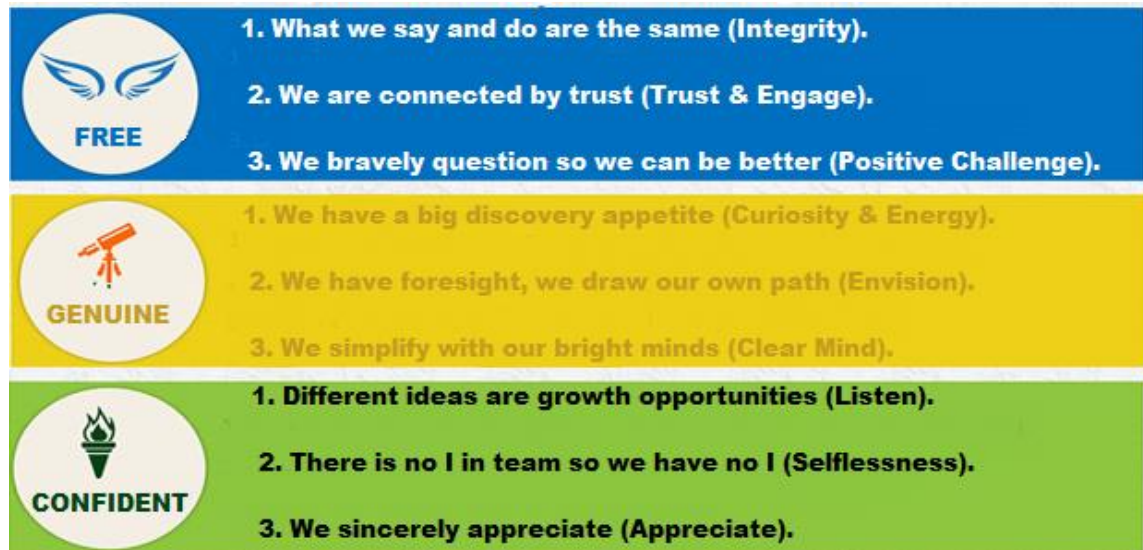 1. What we say and do are the same (Integrity).
2. We are connected by trust (Trust & Engage).
FREE
3. We bravely question so we can be better (Positive Challenge).
1. We have a big discovery appetite (Curiosity & Energy).
2. We have foresight, we draw our own path (Envision).
GENUINE
3. We simplify with our bright minds (Clear Mind).
1. Different ideas are growth opportunities (Listen).
2. There is no I in team so we have no I (Selflessness).
CONFIDENT
3. We sincerely appreciate (Appreciate).